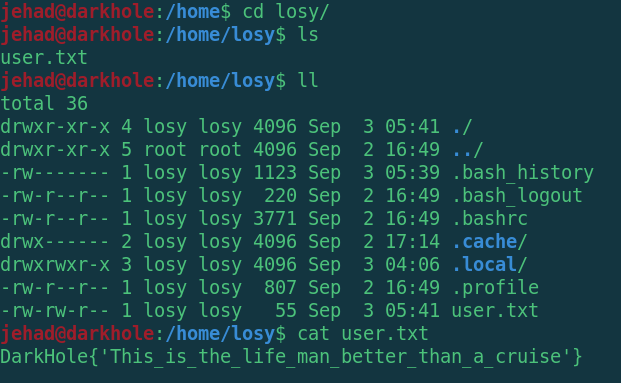 jehad@darkhole:/home$ cd losy/
jehad@darkhole:/home/losy$ ls
user.txt
jehad@darkhole:/home/losy$ ll
total 36
drwxr-xr-x 4 losy losy 4096 Sep  3 05:41 ./
drwxr-xr-x 5 root root 4096 Sep  2 16:49 ../
-rw------- 1 losy losy 1123 Sep  3 05:39 .bash_history
-rw-r--r-- 1 losy losy  220 Sep  2 16:49 .bash_logout
-rw-r--r-- 1 losy losy 3771 Sep  2 16:49 .bashrc
drwx------ 2 losy losy 4096 Sep  2 17:14 .cache/
drwxrwxr-x 3 losy losy 4096 Sep  3 04:06 .local/
-rw-r--r-- 1 losy losy  807 Sep  2 16:49 .profile
-rw-rw-r-- 1 losy losy   55 Sep  3 05:41 user.txt
jehad@darkhole:/home/losy$ cat user.txt
DarkHole{'This_is_the_life_man_better_than_a_cruise'}